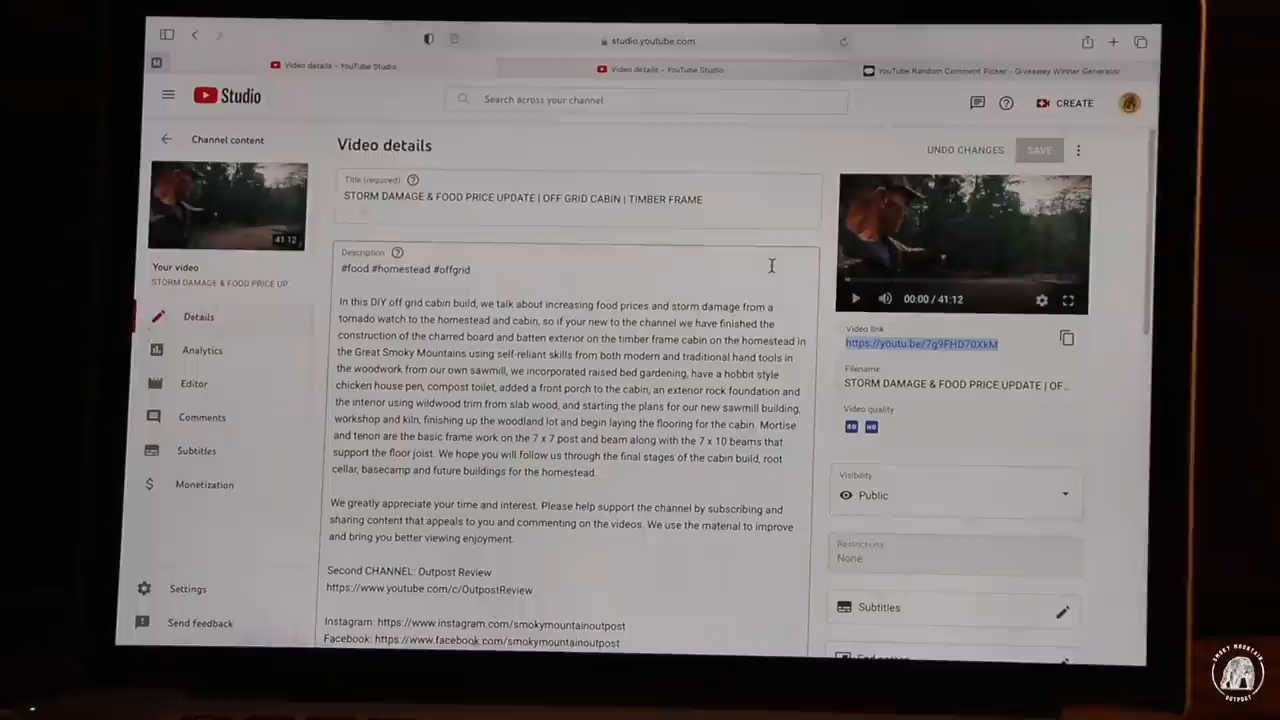 studio.youtube.com
M
Video details - YouTube Studio
Video details - YouTube Studio
YouTube Random Comment Picker - Giveaway Winner Generator
Studio
Search across your channel
CREATE
Channel content
Video details
UNDO CHANGES
SAVE
Title (required)
STORM DAMAGE & FOOD PRICE UPDATE | OFF GRID CABIN | TIMBER FRAME
41:12
Your video
STORM DAMAGE & FOOD PRICE UP
Details
Analytics
Editor
Comments
Subtitles
Monetization
Settings
Send feedback
Description
#food #homestead #offgrid
In this DIY off grid cabin build, we talk about increasing food prices and storm damage from a
tornado watch to the homestead and cabin, so if your new to the channel we have finished the
construction of the charred board and batten exterior on the timber frame cabin on the homestead in
the Great Smoky Mountains using self-reliant skills from both modern and traditional hand tools in
the woodwork from our own sawmill, we incorporated raised bed gardening, have a hobbit style
chicken house pen, compost toilet, added a front porch to the cabin, an exterior rock foundation and
the interior using wildwood trim from slab wood, and starting the plans for our new sawmill building,
workshop and kiln, finishing up the woodland lot and begin laying the flooring for the cabin. Mortise
and tenon are the basic frame work on the 7 x 7 post and beam along with the 7 x 10 beams that
support the floor joist. We hope you will follow us through the final stages of the cabin build, root
cellar, basecamp and future buildings for the homestead.
We greatly appreciate your time and interest. Please help support the channel by subscribing and
sharing content that appeals to you and commenting on the videos. We use the material to improve
and bring you better viewing enjoyment.
Second CHANNEL: Outpost Review
https://www.youtube.com/c/OutpostReview
Instagram: https://www.instagram.com/smokymountainoutpost
Facebook: https://www.facebook.com/smokymountainoutpost
00:00 / 41:12
Video link
https://youtu.be/7g9FHD70XkM
Filename
STORM DAMAGE & FOOD PRICE UPDATE | OF...
Video quality
SD HD
Visibility
Public
Restrictions
None
Subtitles
End screen
SMOKY MOUNTAIN
OUTPOST